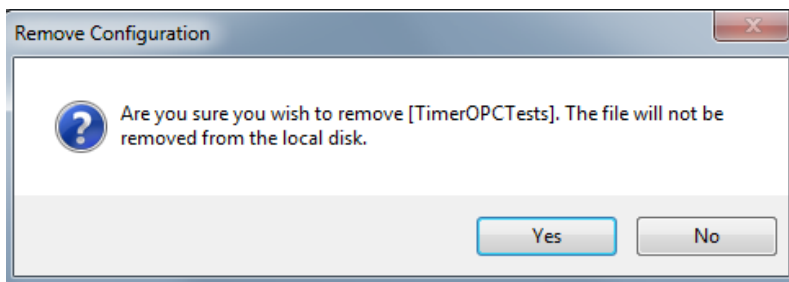 Remove Configuration
Are you sure you wish to remove [TimerOPCTests]. The file will not be
removed from the local disk.
Yes No